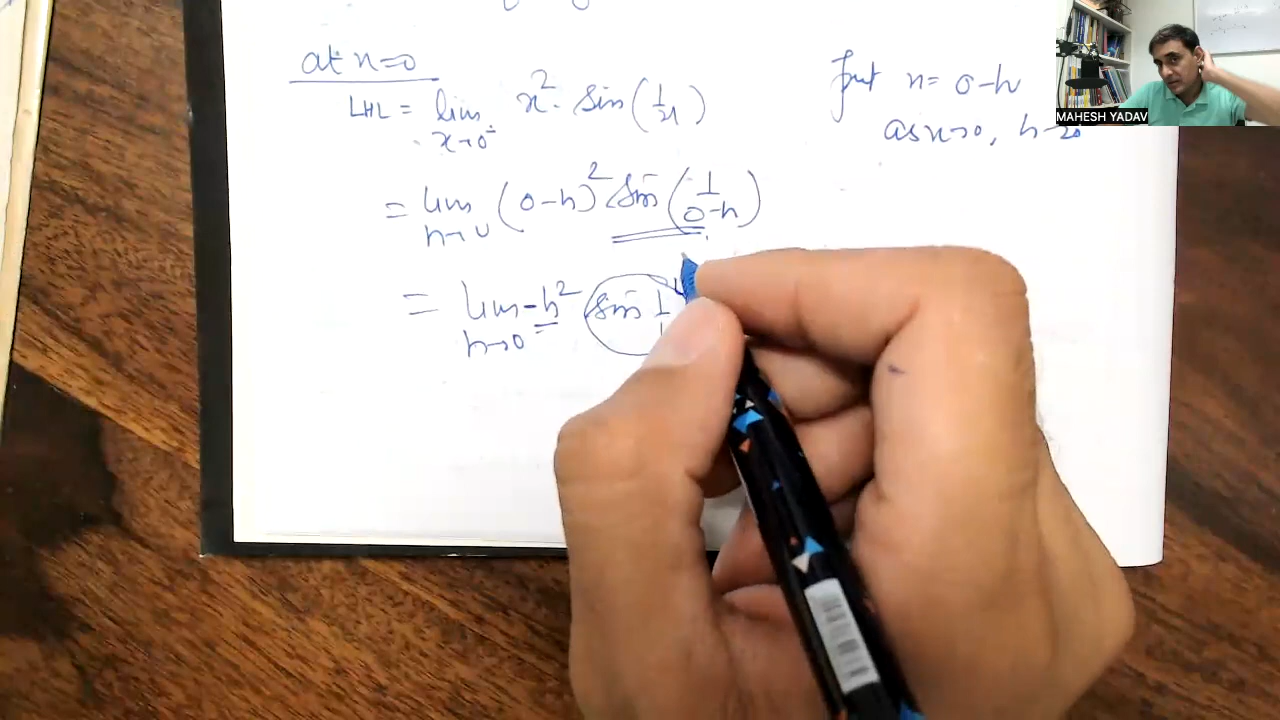 at x=0
LHL = lim x→0⁻ x² · sin(1/x)
put x = 0-h
as x→0, h→0
= lim h→0 (0-h)² sin(1/0-h)
= lim h→0 -h² sin 1
MAHESH YADAV